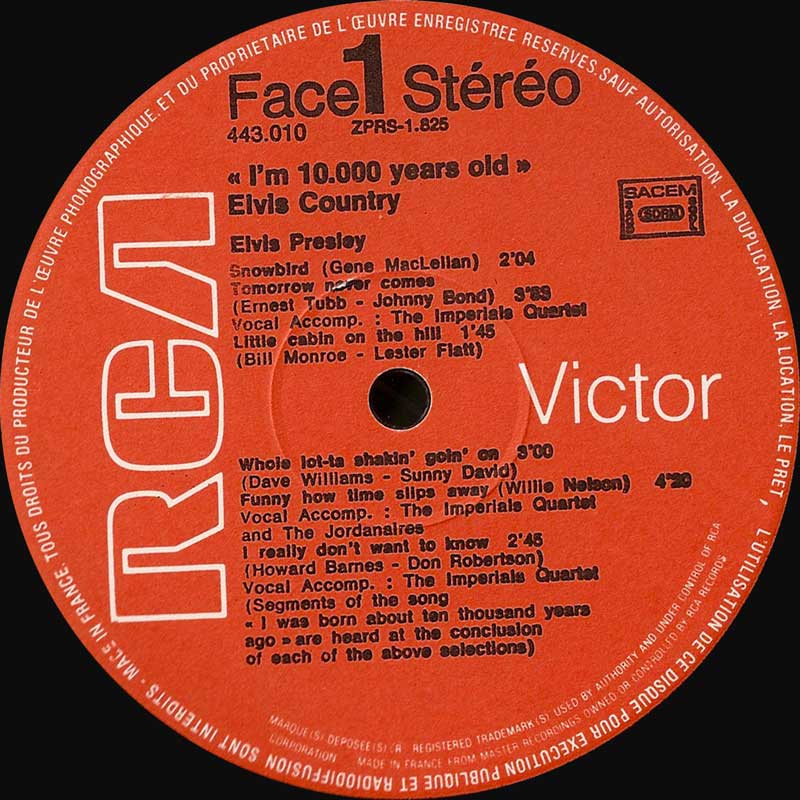 Face 1 Stéréo
443.010 ZPRS-1.825
« I'm 10.000 years old »
Elvis Country
SACEM
SACD SDRM SGDL
Elvis Presley
Snowbird (Gene MacLellan) 2'04
Tomorrow never comes
(Ernest Tubb - Johnny Bond) 3'53
Vocal Accomp. : The Imperials Quartet
Little cabin on the hill 1'45
(Bill Monroe - Lester Flatt)
RCA
Victor
Whole lot-ta shakin' goin' on 3'00
(Dave Williams - Sunny David)
Funny how time slips away (Willie Nelson) 4'20
Vocal Accomp. : The Imperials Quartet
and The Jordanaires
I really don't want to know 2'45
(Howard Barnes - Don Robertson)
Vocal Accomp. : The Imperials Quartet
(Segments of the song
« I was born about ten thousand years
ago » are heard at the conclusion
of each of the above selections)
MADE IN FRANCE. TOUS DROITS DU PRODUCTEUR DE L'ŒUVRE PHONOGRAPHIQUE. ET DU PROPRIETAIRE DE L'ŒUVRE ENREGISTREE RESERVES. SAUF AUTORISATION. LA DUPLICATION. LA LOCATION. LE PRET, L'UTILISATION DE CE DISQUE POUR EXECUTION PUBLIQUE ET RADIODIFFUSION SONT INTERDITS -
MARQUE(S) DEPOSEE(S) R. REGISTERED TRADEMARK(S). USED BY AUTHORITY AND UNDER CONTROL OF RCA
CORPORATION MADE IN FRANCE FROM MASTER RECORDINGS OWNED OR CONTROLLED BY RCA RECORDS